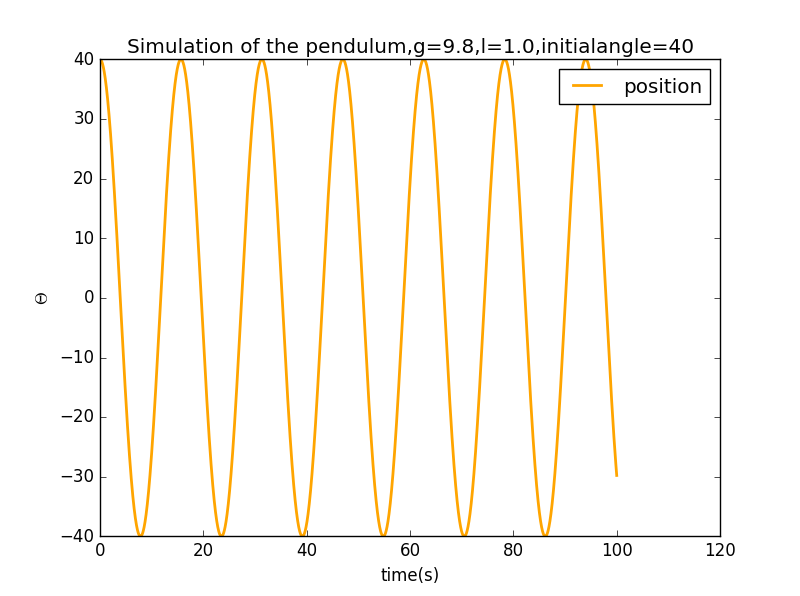 Simulation of the pendulum,g=9.8,l=1.0,initialangle=40
position
40
30
20
10
0
−10
−20
−30
−40
Θ
0 20 40 60 80 100 120
time(s)